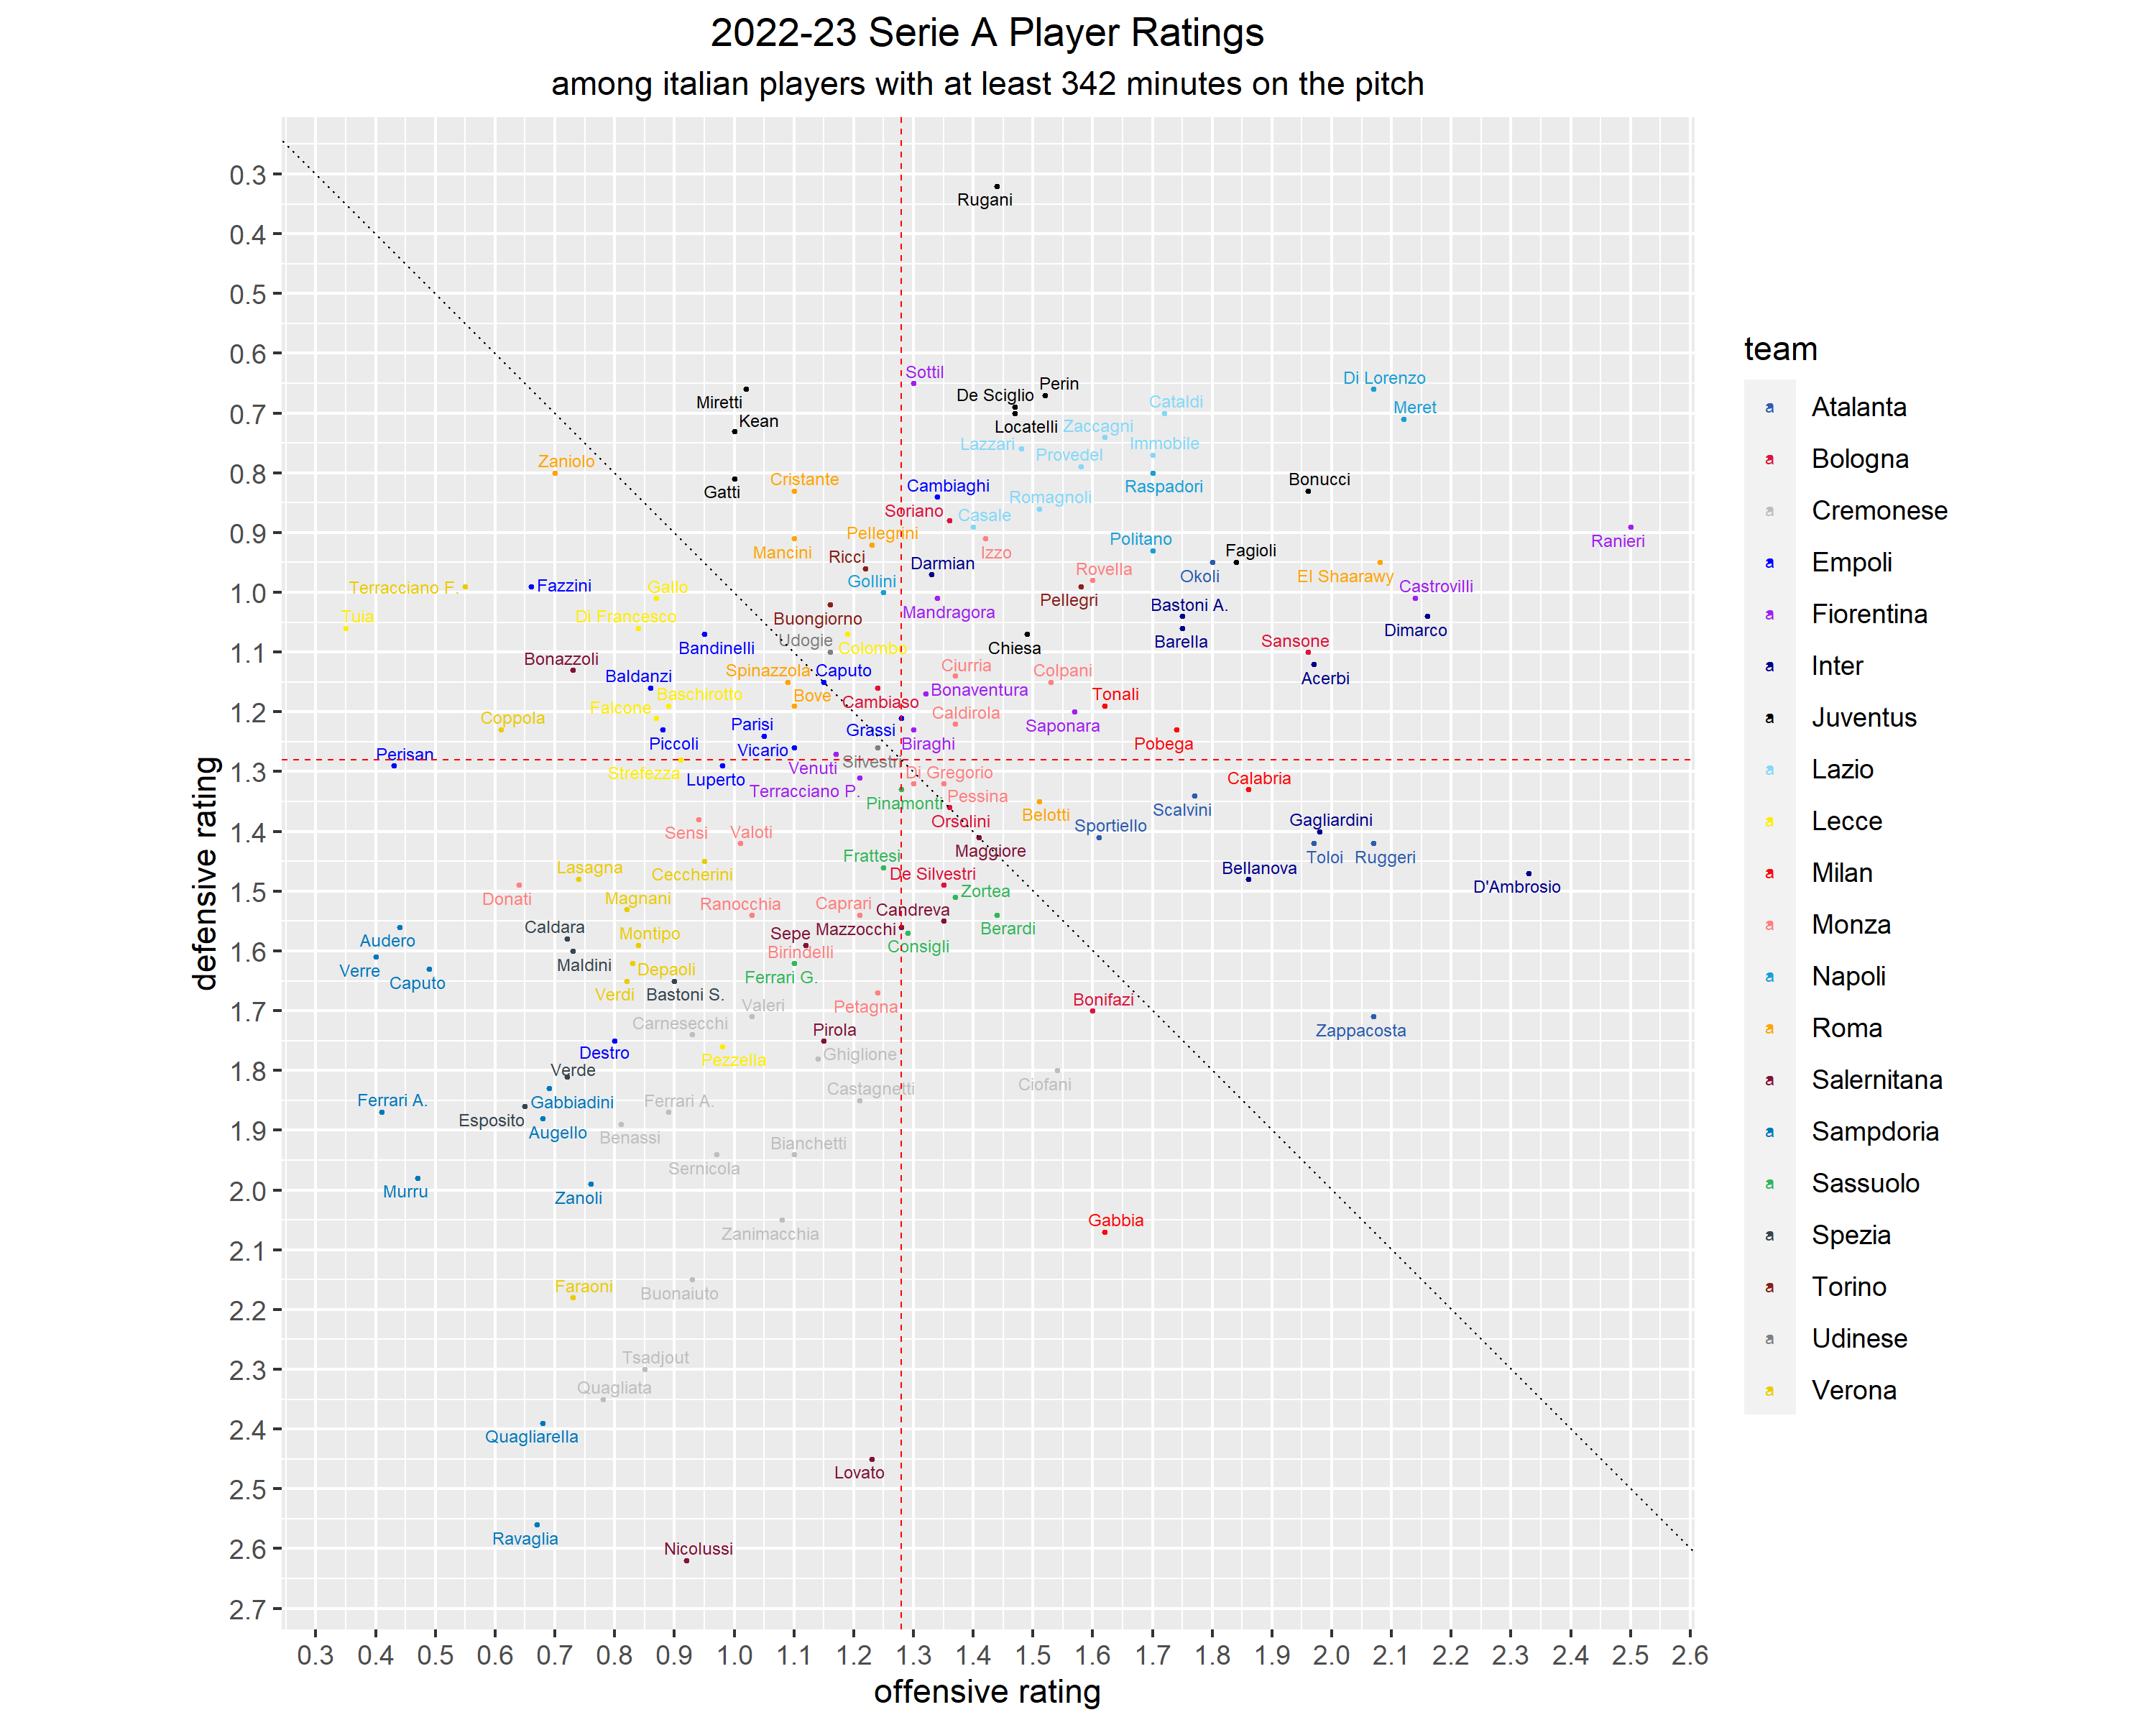 2022-23 Serie A Player Ratings
among italian players with at least 342 minutes on the pitch
0.3
Rugani
0.4
0.5
0.6
Sottil
Di Lorenzo
Perin
De Sciglio
Miretti
0.7
Cataldi
Meret
Kean
Locatelli
Zaccagni
Lazzari
Immobile
Provedel
Zaniolo
0.8
Gatti
Cristante
Cambiaghi
Raspadori
Bonucci
Romagnoli
Soriano
Casale
0.9
Pellegrini
Ranieri
Mancini
Ricci
Izzo
Politano
Fagioli
Darmian
Rovella
Okoli
El Shaarawy
Terracciano F.
Fazzini
Gallo
Gollini
Castrovilli
1.0
Pellegri
Bastoni A.
Tuia
Di Francesco
Buongiorno
Mandragora
Dimarco
Udogie
Colombo
Bandinelli
Chiesa
Barella
Sansone
1.1
Bonazzoli
Ciurria
Baldanzi
Spinazzola
Caputo
Colpani
Acerbi
Baschirotto
Bove
Cambiaso
Bonaventura
Tonali
1.2
Coppola
Falcone
Parisi
Caldirola
Saponara
Piccoli
Grassi
Biraghi
Pobega
Perisan
Vicario
Silvestri
1.3
Strefezza
Luperto
Venuti
Di Gregorio
Calabria
Terracciano P.
Pinamonti
Pessina
Scalvini
1.4
Sensi
Valoti
Orsolini
Belotti
Sportiello
Gagliardini
Lasagna
Ceccherini
Frattesi
Maggiore
Toloi
Ruggeri
Bellanova
De Silvestri
D'Ambrosio
1.5
Donati
Magnani
Ranocchia
Caprari
Candreva
Zortea
Berardi
Audero
Caldara
Montipo
Sepe
Mazzocchi
Consigli
1.6
Verre
Maldini
Depaoli
Birindelli
Caputo
Verdi
Bastoni S.
Ferrari G.
1.7
Valeri
Petagna
Bonifazi
Carnesecchi
Pirola
Zappacosta
Destro
Pezzella
Ghiglione
1.8
Verde
Castagnetti
Ciofani
Ferrari A.
Gabbiadini
Ferrari A.
Esposito
1.9
Augello
Benassi
Bianchetti
Sernicola
2.0
Murru
Zanoli
Zanimacchia
Gabbia
2.1
Faraoni
Buonaiuto
2.2
2.3
Tsadjout
Quagliata
2.4
Quagliarella
Lovato
2.5
Ravaglia
2.6
Nicolussi
2.7
defensive rating
0.3 0.4 0.5 0.6 0.7 0.8 0.9 1.0 1.1 1.2 1.3 1.4 1.5 1.6 1.7 1.8 1.9 2.0 2.1 2.2 2.3 2.4 2.5 2.6
offensive rating
team
a Atalanta
a Bologna
a Cremonese
a Empoli
a Fiorentina
a Inter
a Juventus
a Lazio
a Lecce
a Milan
a Monza
a Napoli
a Roma
a Salernitana
a Sampdoria
a Sassuolo
a Spezia
a Torino
a Udinese
a Verona